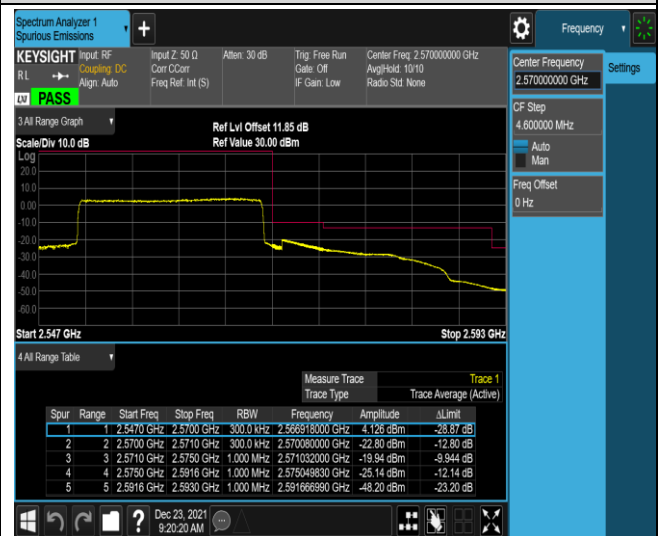 Spectrum Analyzer 1
Spurious Emissions
+
Frequency
KEYSIGHT
RL
LXI PASS
Input: RF
Coupling: DC
Align: Auto
Input Z: 50 Ω
Corr CCorr
Freq Ref: Int (S)
Atten: 30 dB
Trig: Free Run
Gate: Off
IF Gain: Low
Center Freq: 2.570000000 GHz
Avg|Hold: 10/10
Radio Std: None
Center Frequency
2.570000000 GHz
Settings
CF Step
4.600000 MHz
Auto
Man
Freq Offset
0 Hz
3 All Range Graph
Scale/Div 10.0 dB
Ref Lvl Offset 11.85 dB
Ref Value 30.00 dBm
Log
20.0
10.0
0.00
-10.0
-20.0
-30.0
-40.0
-50.0
-60.0
Start 2.547 GHz
Stop 2.593 GHz
4 All Range Table
Measure Trace Trace 1
Trace Type Trace Average (Active)
Spur Range Start Freq Stop Freq RBW Frequency Amplitude ΔLimit
1 1 2.5470 GHz 2.5700 GHz 300.0 kHz 2.566918000 GHz 4.126 dBm -28.87 dB
2 2 2.5700 GHz 2.5710 GHz 300.0 kHz 2.570080000 GHz -22.80 dBm -12.80 dB
3 3 2.5710 GHz 2.5750 GHz 1.000 MHz 2.571032000 GHz -19.94 dBm -9.944 dB
4 4 2.5750 GHz 2.5916 GHz 1.000 MHz 2.575049830 GHz -25.14 dBm -12.14 dB
5 5 2.5916 GHz 2.5930 GHz 1.000 MHz 2.591666990 GHz -48.20 dBm -23.20 dB
?
Dec 23, 2021
9:20:20 AM